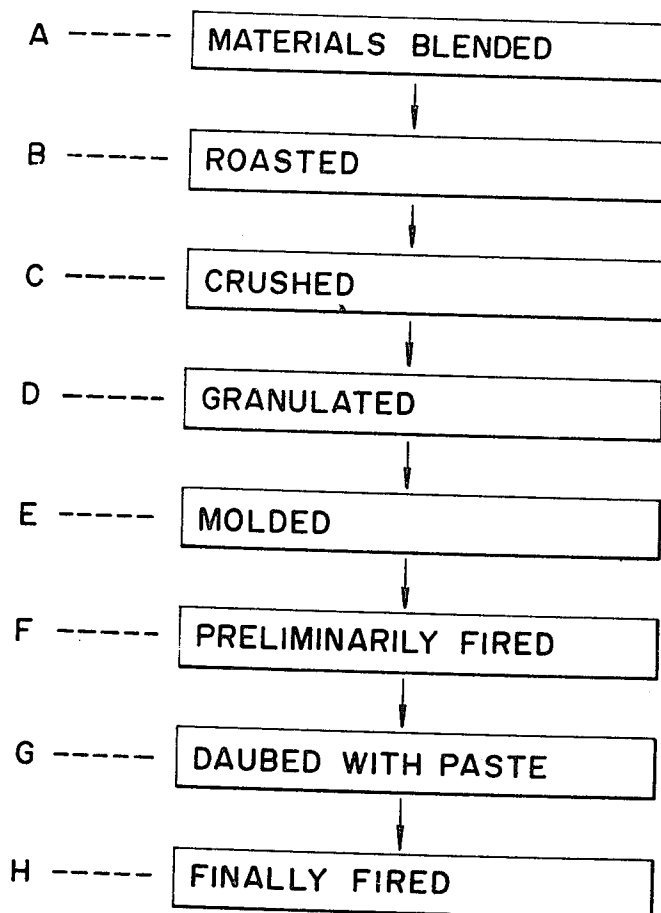 A ----- MATERIALS BLENDED
B ----- ROASTED
C ----- CRUSHED
D ----- GRANULATED
E ----- MOLDED
F ----- PRELIMINARILY FIRED
G ----- DAUBED WITH PASTE
H ----- FINALLY FIRED